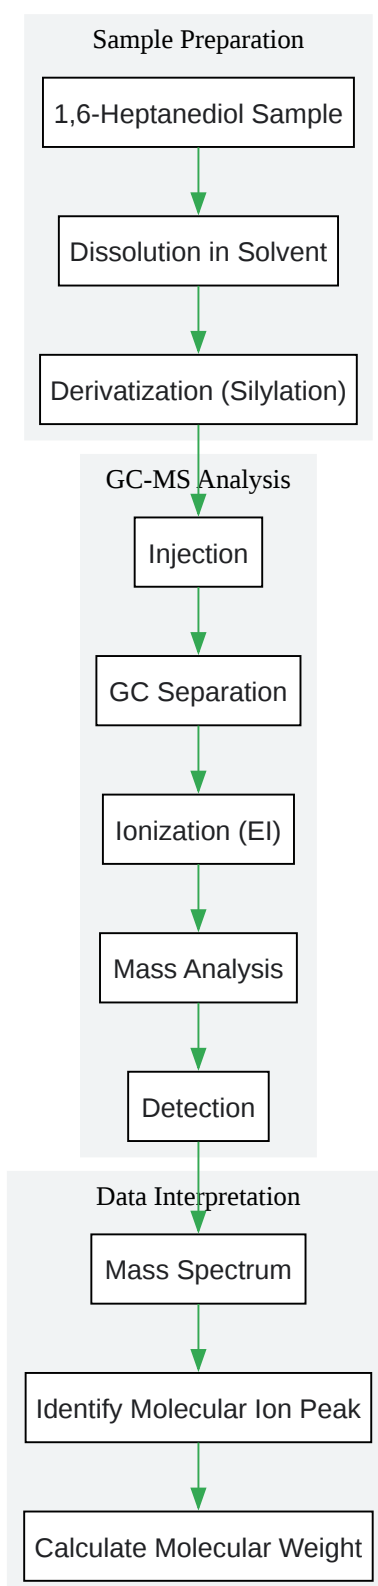 Sample Preparation
1,6-Heptanediol Sample
Dissolution in Solvent
Derivatization (Silylation)
GC-MS Analysis
Injection
GC Separation
Ionization (EI)
Mass Analysis
Detection
Data Interpretation
Mass Spectrum
Identify Molecular Ion Peak
Calculate Molecular Weight